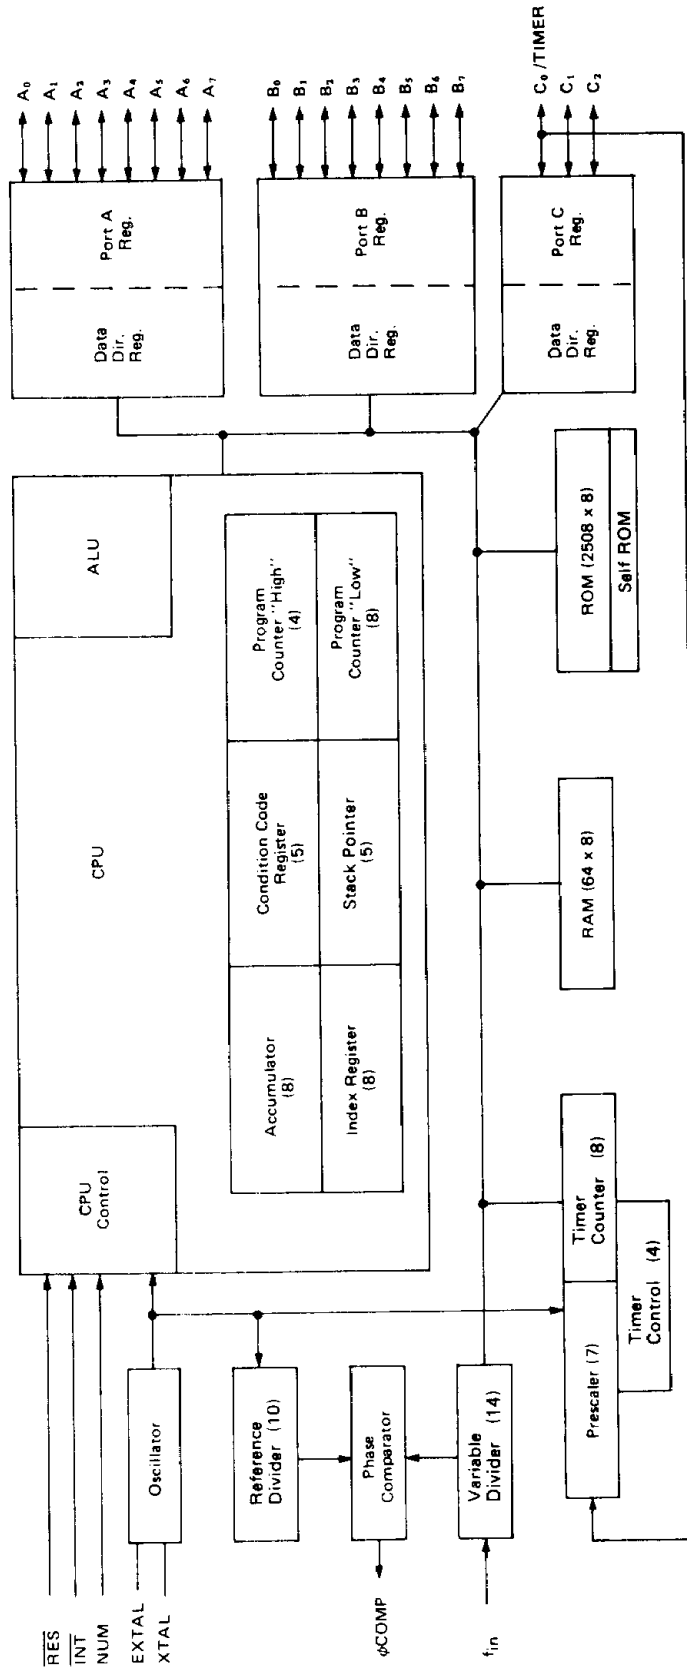 RES
INT
NUM
EXTAL
XTAL
φCOMP
fin
CPU
Control
CPU
ALU
Oscillator
Reference
Divider (10)
Phase
Comparator
Variable
Divider (14)
Accumulator
(8)
Condition Code
Register
(5)
Program
Counter "High"
(4)
Index Register
(8)
Stack Pointer
(5)
Program
Counter "Low"
(8)
Prescaler (7)
Timer
Counter (8)
Timer
Control (4)
RAM (64 x 8)
ROM (2508 x 8)
Self ROM
Data
Dir.
Reg.
Port A
Reg.
A0
A1
A2
A3
A4
A5
A6
A7
Data
Dir.
Reg.
Port B
Reg.
B0
B1
B2
B3
B4
B5
B6
B7
Data
Dir.
Reg.
Port C
Reg.
C0/TIMER
C1
C2